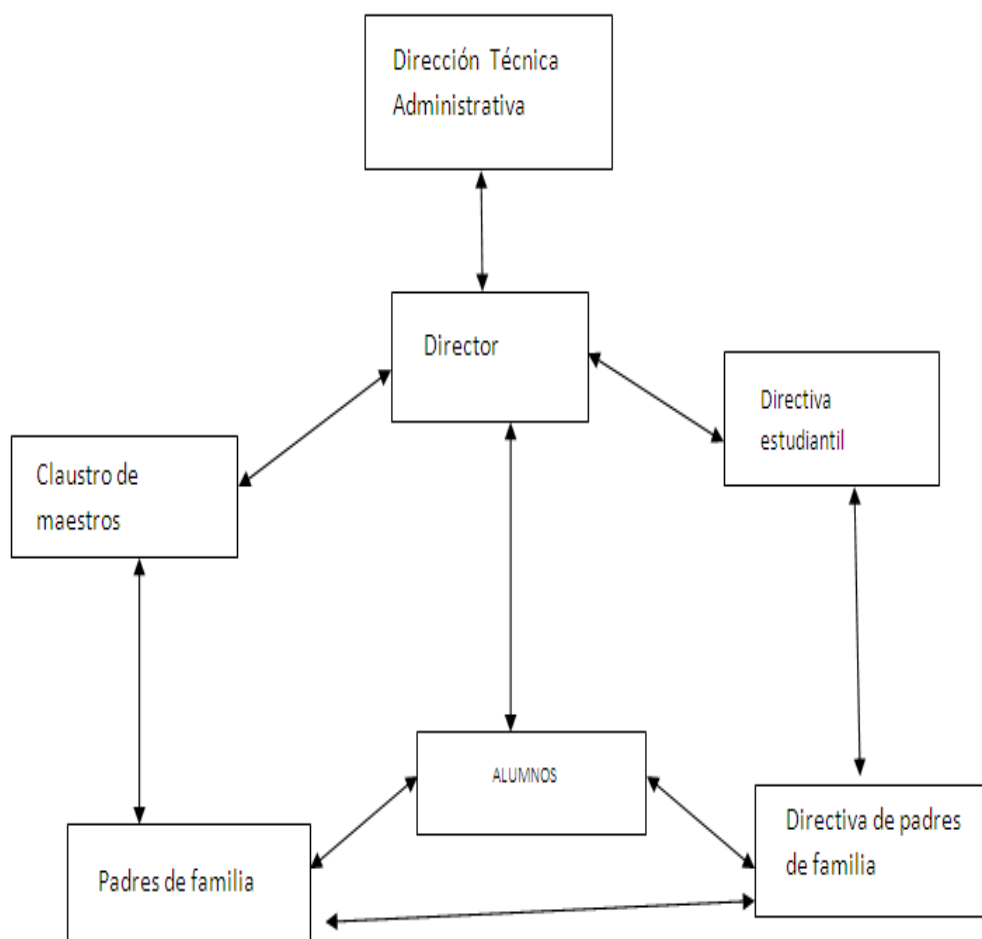 Dirección Técnica
Administrativa
Director
Directiva
estudiantil
Claustro de
maestros
ALUMNOS
Directiva de padres
de familia
Padres de familia